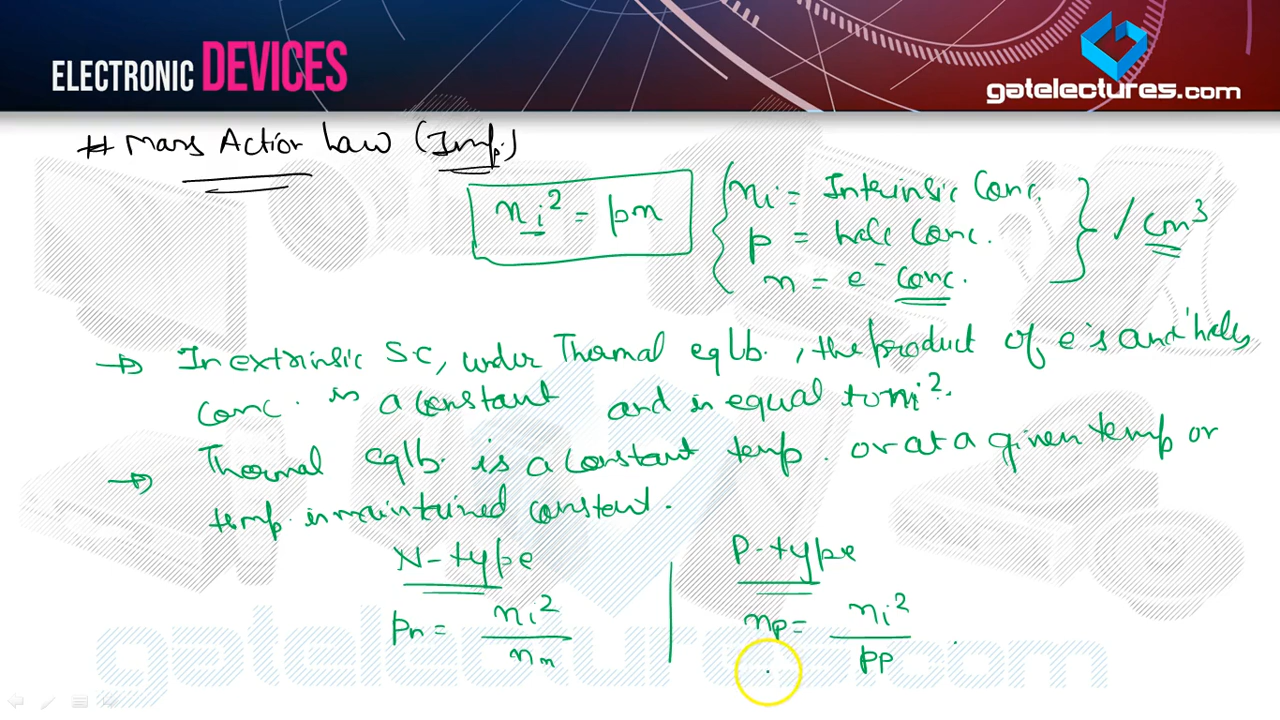 ELECTRONIC DEVICES
gatelectures.com
# Mass Action Law (Imp.)
ni² = pn
ni = Intrinsic Conc.
p = hole Conc.
n = e⁻ Conc.
/cm³
→ In extrinsic S.C, under Thermal eqlb., the product of e's and holes
conc. is a constant and is equal to ni².
→ Thermal eqlb. is a constant temp. or at a given temp or
temp. is maintained constant.
N-type
P-type
pn = ni²/nn
np = ni²/pp
gatelectures.com